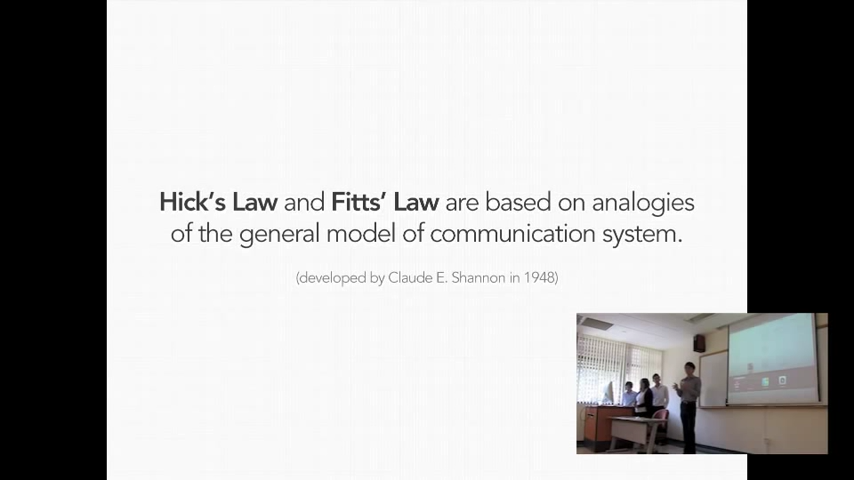 Hick's Law and Fitts' Law are based on analogies
of the general model of communication system.
(developed by Claude E. Shannon in 1948)